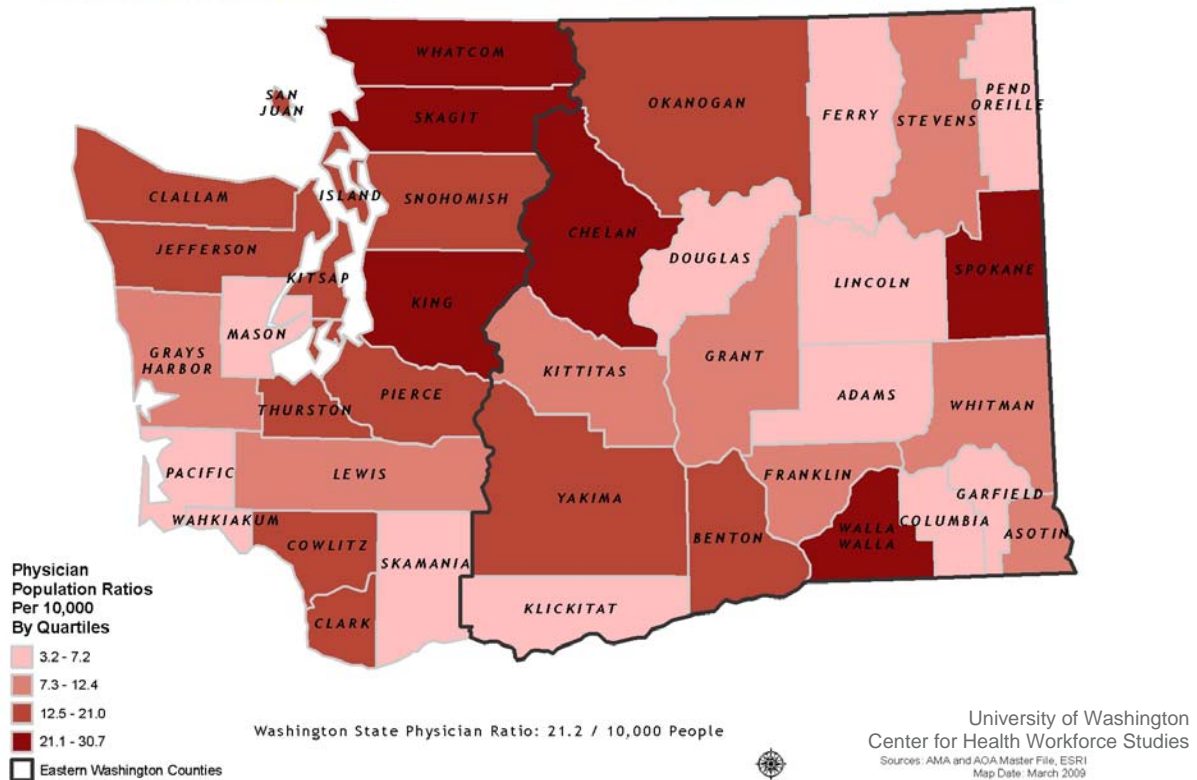 WHATCOM
SAN
JUAN
SKAGIT
OKANOGAN
FERRY
STEVENS
PEND
OREILLE
CLALLAM
ISLAND
SNOHOMISH
JEFFERSON
KITSAP
CHELAN
DOUGLAS
LINCOLN
SPOKANE
KING
MASON
GRAYS
HARBOR
KITTITAS
GRANT
THURSTON
PIERCE
ADAMS
WHITMAN
PACIFIC
LEWIS
YAKIMA
FRANKLIN
GARFIELD
WAHKIAKUM
COLUMBIA
ASOTIN
COWLITZ
SKAMANIA
BENTON
WALLA
WALLA
KLICKITAT
CLARK
Physician
Population Ratios
Per 10,000
By Quartiles
3.2 - 7.2
7.3 - 12.4
12.5 - 21.0
21.1 - 30.7
Eastern Washington Counties
Washington State Physician Ratio: 21.2 / 10,000 People
University of Washington
Center for Health Workforce Studies
Sources: AMA and AOA Master File, ESRI
Map Date: March 2009